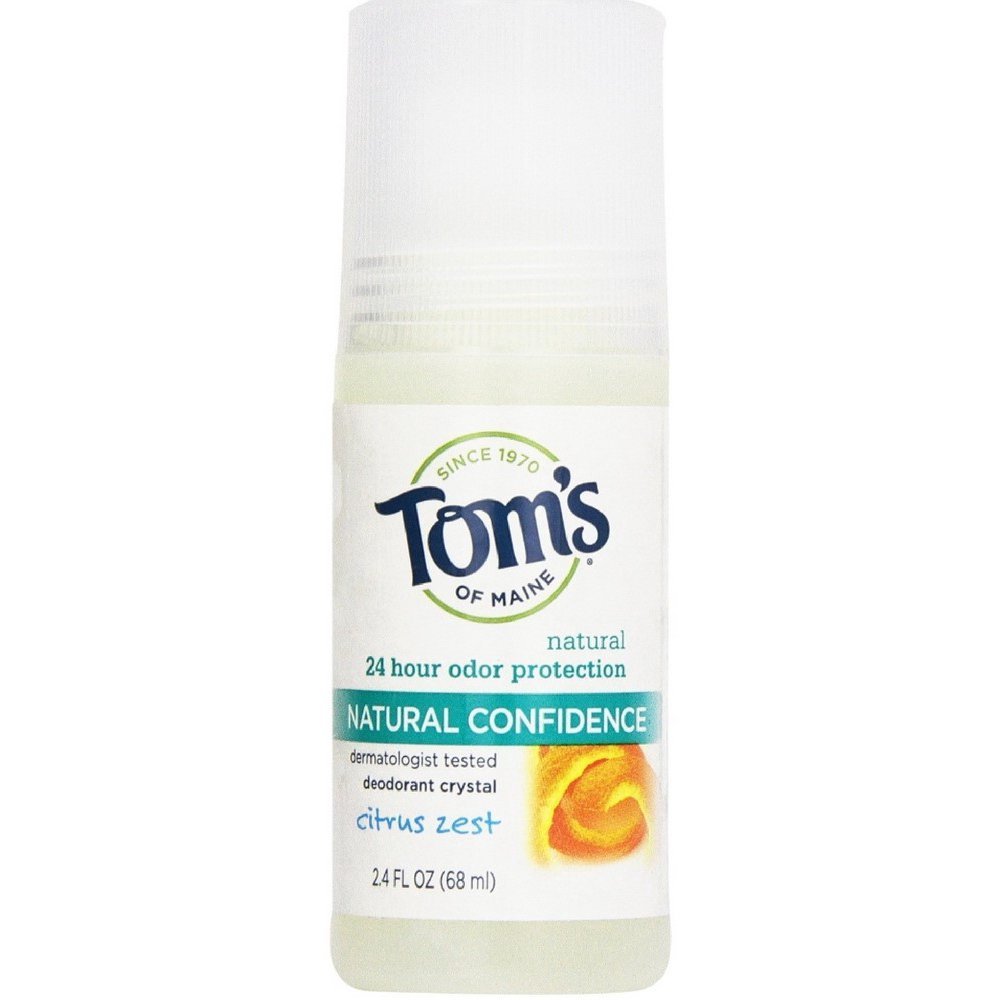 SINCE 1970
Tom's
OF MAINE
natural
24 hour odor protection
NATURAL CONFIDENCE
dermatologist tested
deodorant crystal
citrus zest
2.4 FL OZ (68 ml)